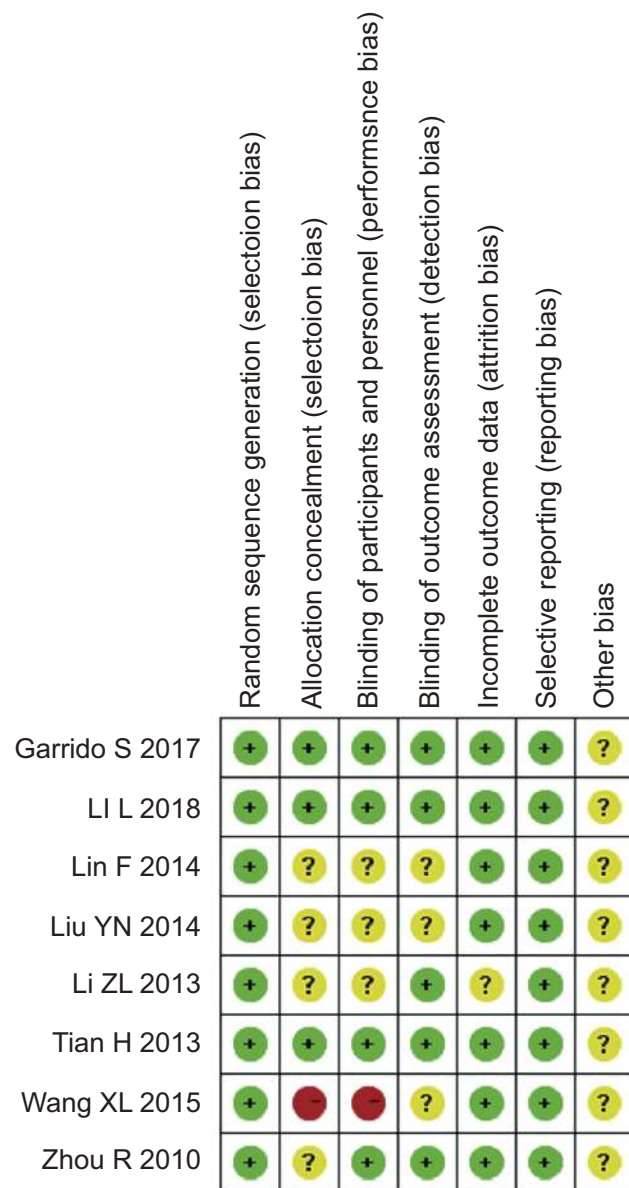 Random sequence generation (selectoion bias)
Allocation concealment (selectoion bias)
Blinding of participants and personnel (performsnce bias)
Blinding of outcome assessment (detection bias)
Incomplete outcome data (attrition bias)
Selective reporting (reporting bias)
Other bias
Garrido S 2017 + + + + + + ?
LI L 2018 + + + + + + ?
Lin F 2014 + ? ? ? + + ?
Liu YN 2014 + ? ? ? + + ?
Li ZL 2013 + ? ? + ? + ?
Tian H 2013 + + + + + + ?
Wang XL 2015 + - - ? + + ?
Zhou R 2010 + ? + + + + ?